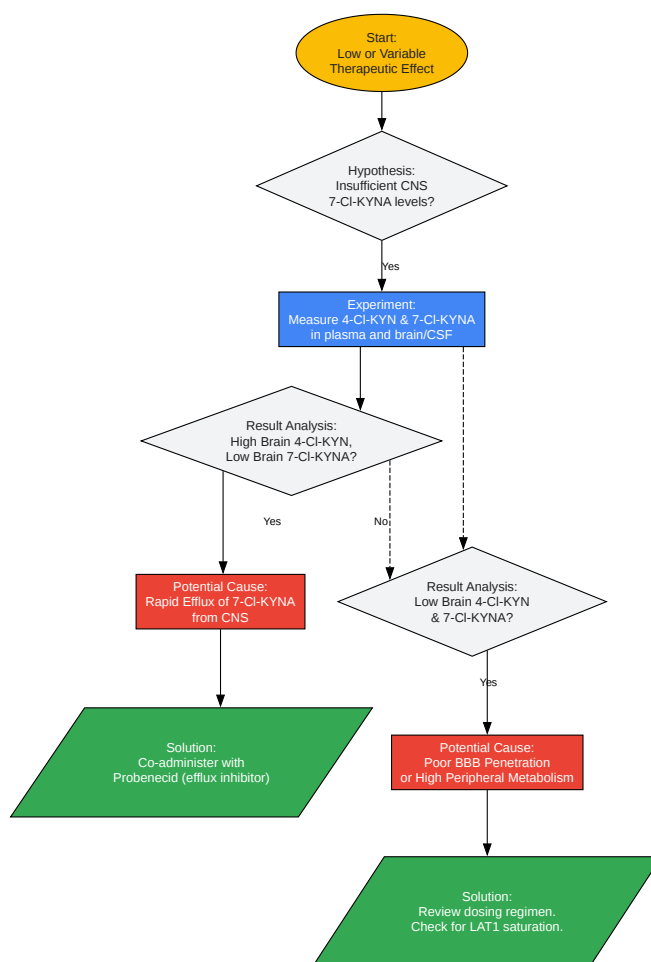 Start:
Low or Variable
Therapeutic Effect
Hypothesis:
Insufficient CNS
7-Cl-KYNA levels?
Yes
Experiment:
Measure 4-Cl-KYN & 7-Cl-KYNA
in plasma and brain/CSF
Result Analysis:
High Brain 4-Cl-KYN,
Low Brain 7-Cl-KYNA?
Yes
No
Potential Cause:
Rapid Efflux of 7-Cl-KYNA
from CNS
Result Analysis:
Low Brain 4-Cl-KYN
& 7-Cl-KYNA?
Yes
Solution:
Co-administer with
Probenecid (efflux inhibitor)
Potential Cause:
Poor BBB Penetration
or High Peripheral Metabolism
Solution:
Review dosing regimen.
Check for LAT1 saturation.